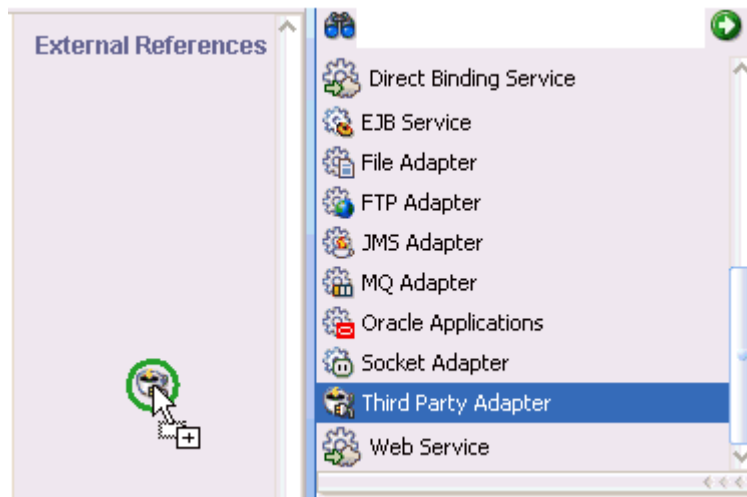 External References
Direct Binding Service
EJB Service
File Adapter
FTP Adapter
JMS Adapter
MQ Adapter
Oracle Applications
Socket Adapter
Third Party Adapter
Web Service